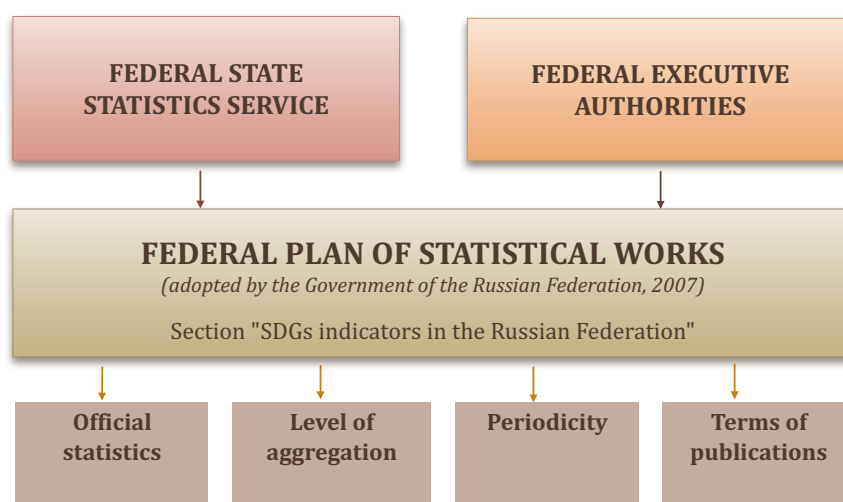 FEDERAL STATE
STATISTICS SERVICE
FEDERAL EXECUTIVE
AUTHORITIES
FEDERAL PLAN OF STATISTICAL WORKS
(adopted by the Government of the Russian Federation, 2007)
Section "SDGs indicators in the Russian Federation"
Official
statistics
Level of
aggregation
Periodicity
Terms of
publications